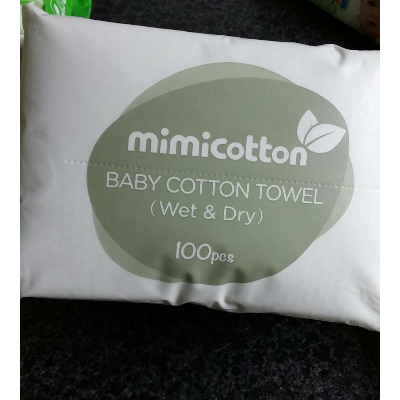 mimicotton
BABY COTTON TOWEL
(Wet & Dry)
100pcs